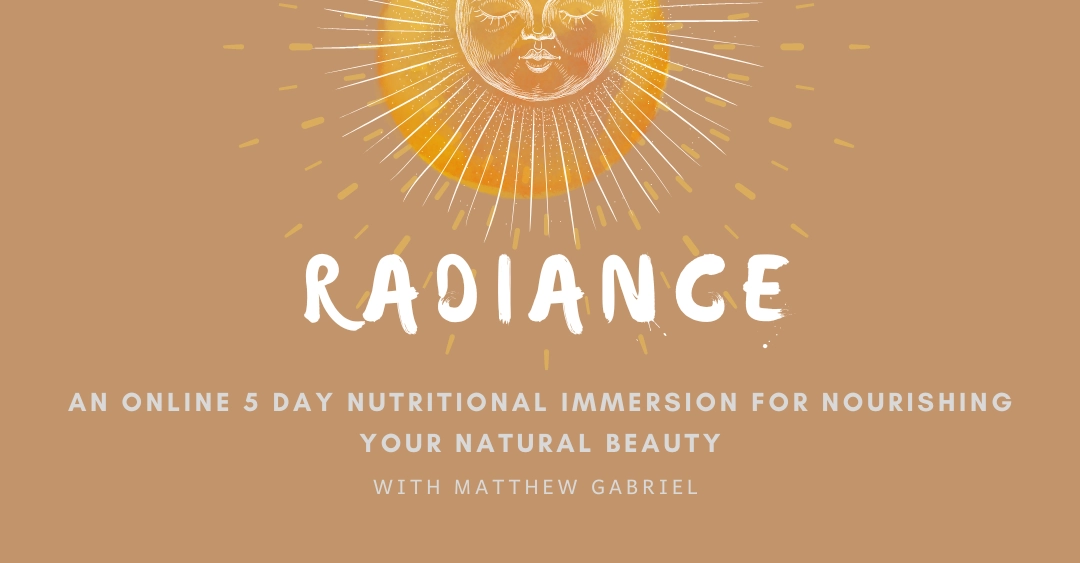 RADIANCE
AN ONLINE 5 DAY NUTRITIONAL IMMERSION FOR NOURISHING
YOUR NATURAL BEAUTY
WITH MATTHEW GABRIEL